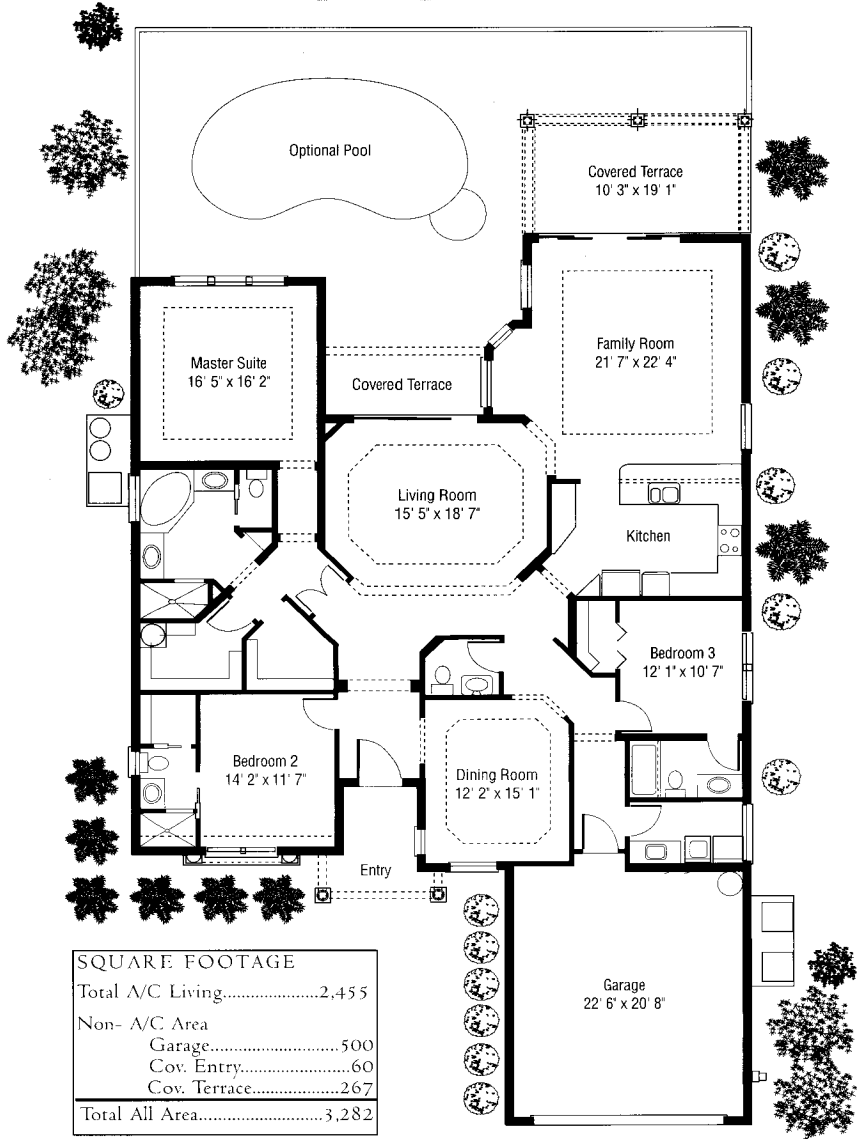 Optional Pool
Covered Terrace
10' 3" x 19' 1"
Family Room
21' 7" x 22' 4"
Master Suite
16' 5" x 16' 2"
Covered Terrace
Living Room
15' 5" x 18' 7"
Kitchen
Bedroom 3
12' 1" x 10' 7"
Bedroom 2
14' 2" x 11' 7"
Dining Room
12' 2" x 15' 1"
Entry
Garage
22' 6" x 20' 8"
SQUARE FOOTAGE
Total A/C Living....................2,455
Non- A/C Area
Garage...........................500
Cov. Entry.......................60
Cov. Terrace..................267
Total All Area..........................3,282